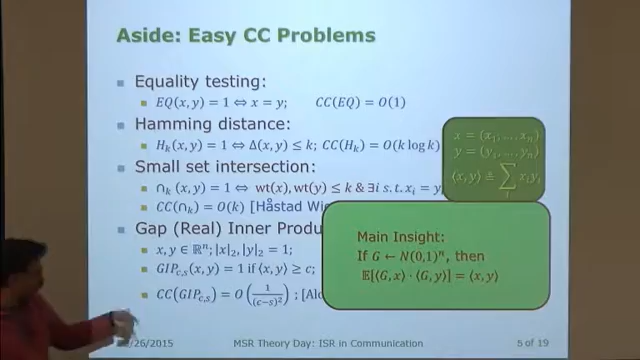 Aside: Easy CC Problems
Equality testing:
EQ(x, y) = 1 ⇔ x = y; CC(EQ) = O(1)
Hamming distance:
H_k(x, y) = 1 ⇔ Δ(x, y) ≤ k; CC(H_k) = O(k log k)
x = (x_1, …, x_n)
y = (y_1, …, y_n)
⟨x, y⟩ ≜ ∑ x_i y_i
i
Small set intersection:
∩_k (x, y) = 1 ⇔ wt(x), wt(y) ≤ k & ∃i s.t. x_i = y
CC(∩_k) = O(k) [Håstad
Gap (Real) Inner
x, y ∈ ℝ^n; |x|_2, |y|_2 = 1;
GIP_{c,s}(x, y) = 1 if ⟨x, y⟩ ≥ c;
CC(GIP_{c,s}) = O(1/(c−s)^2) ;
Main Insight:
If G ← N(0,1)^n, then
𝔼[⟨G, x⟩ · ⟨G, y⟩] = ⟨x, y⟩
/26/2015
MSR Theory Day: ISR in Communication
5 of 19